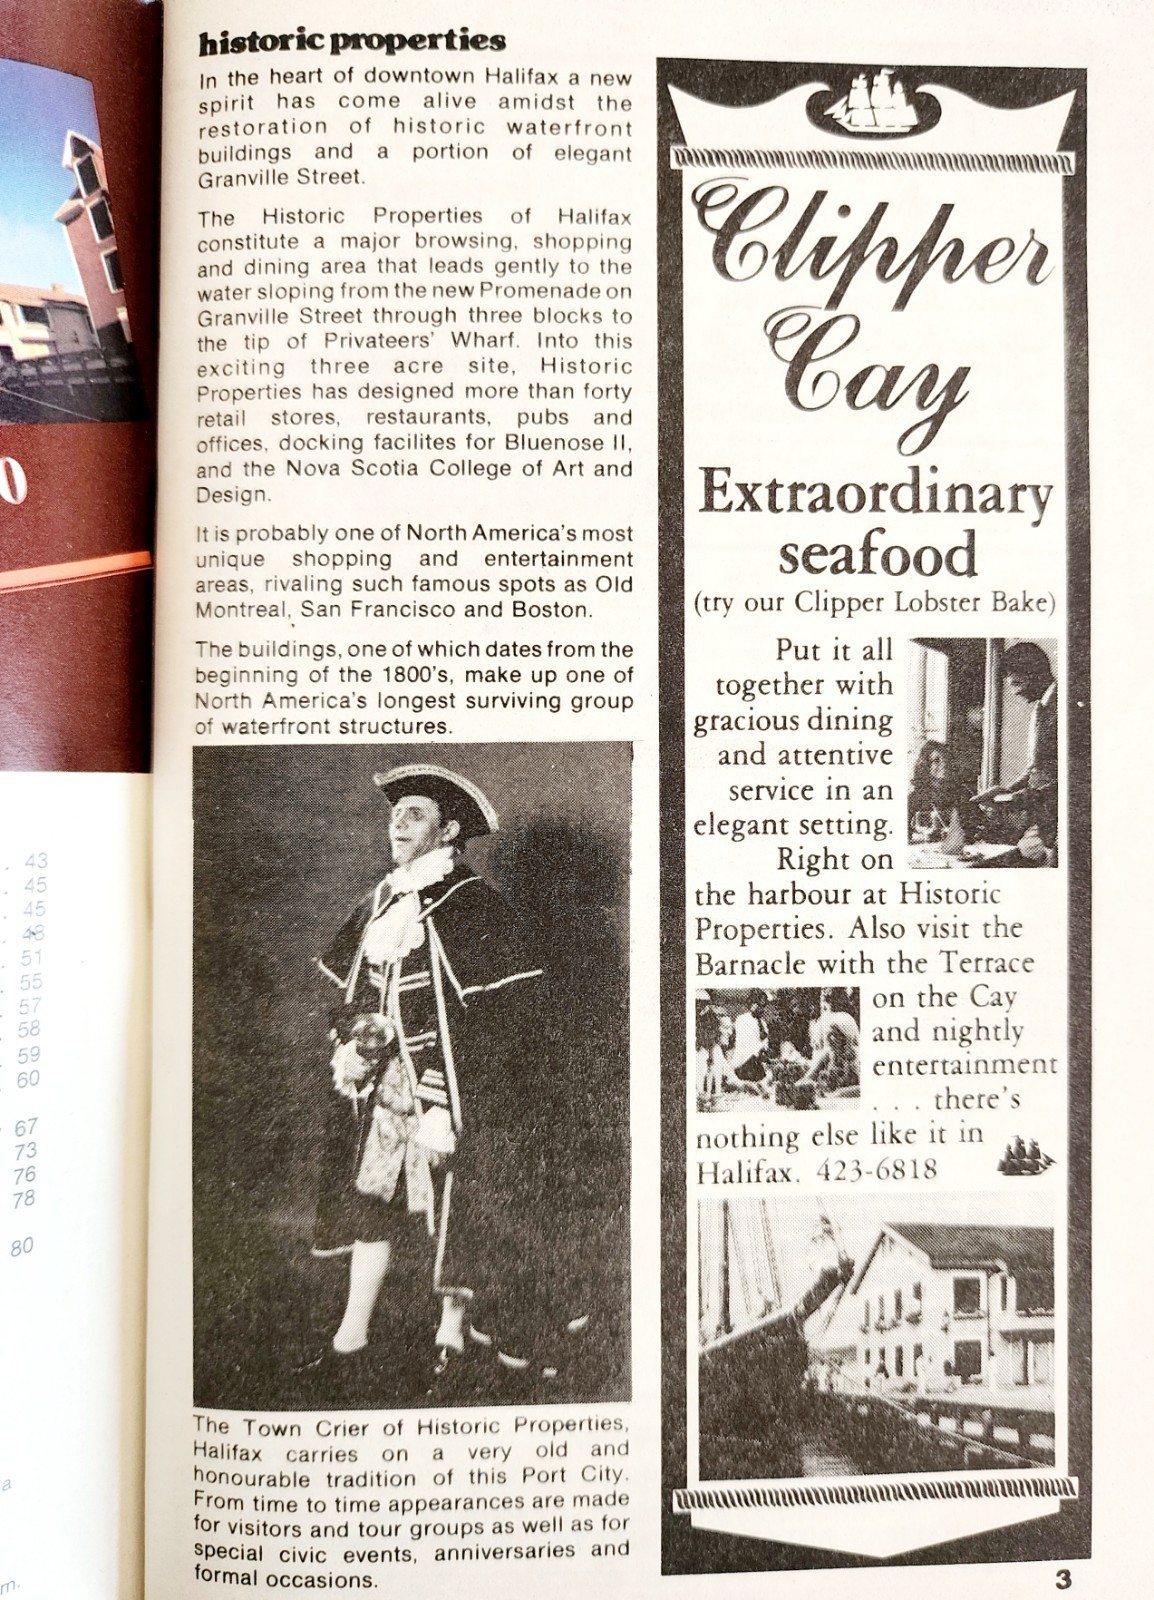 historic properties
In the heart of downtown Halifax a new
spirit has come alive amidst the
restoration of historic waterfront
buildings and a portion of elegant
Granville Street.
The Historic Properties of Halifax
constitute a major browsing, shopping
and dining area that leads gently to the
water sloping from the new Promenade on
Granville Street through three blocks to
the tip of Privateers' Wharf. Into this
exciting three acre site, Historic
Properties has designed more than forty
retail stores, restaurants, pubs and
offices, docking facilites for Bluenose II,
and the Nova Scotia College of Art and
Design.
It is probably one of North America's most
unique shopping and entertainment
areas, rivaling such famous spots as Old
Montreal, San Francisco and Boston.
The buildings, one of which dates from the
beginning of the 1800's, make up one of
North America's longest surviving group
of waterfront structures.
The Town Crier of Historic Properties,
Halifax carries on a very old and
honourable tradition of this Port City.
From time to time appearances are made
for visitors and tour groups as well as for
special civic events, anniversaries and
formal occasions.
Clipper
Cay
Extraordinary
seafood
(try our Clipper Lobster Bake)
Put it all
together with
gracious dining
and attentive
service in an
elegant setting.
Right on
the harbour at Historic
Properties. Also visit the
Barnacle with the Terrace
on the Cay
and nightly
entertainment
. . . there's
nothing else like it in
Halifax. 423-6818
3
0
. 43
. 45
. 45
. 48
. 51
. 55
. 57
. 58
. 59
. 60
67
73
76
78
80
a
m.